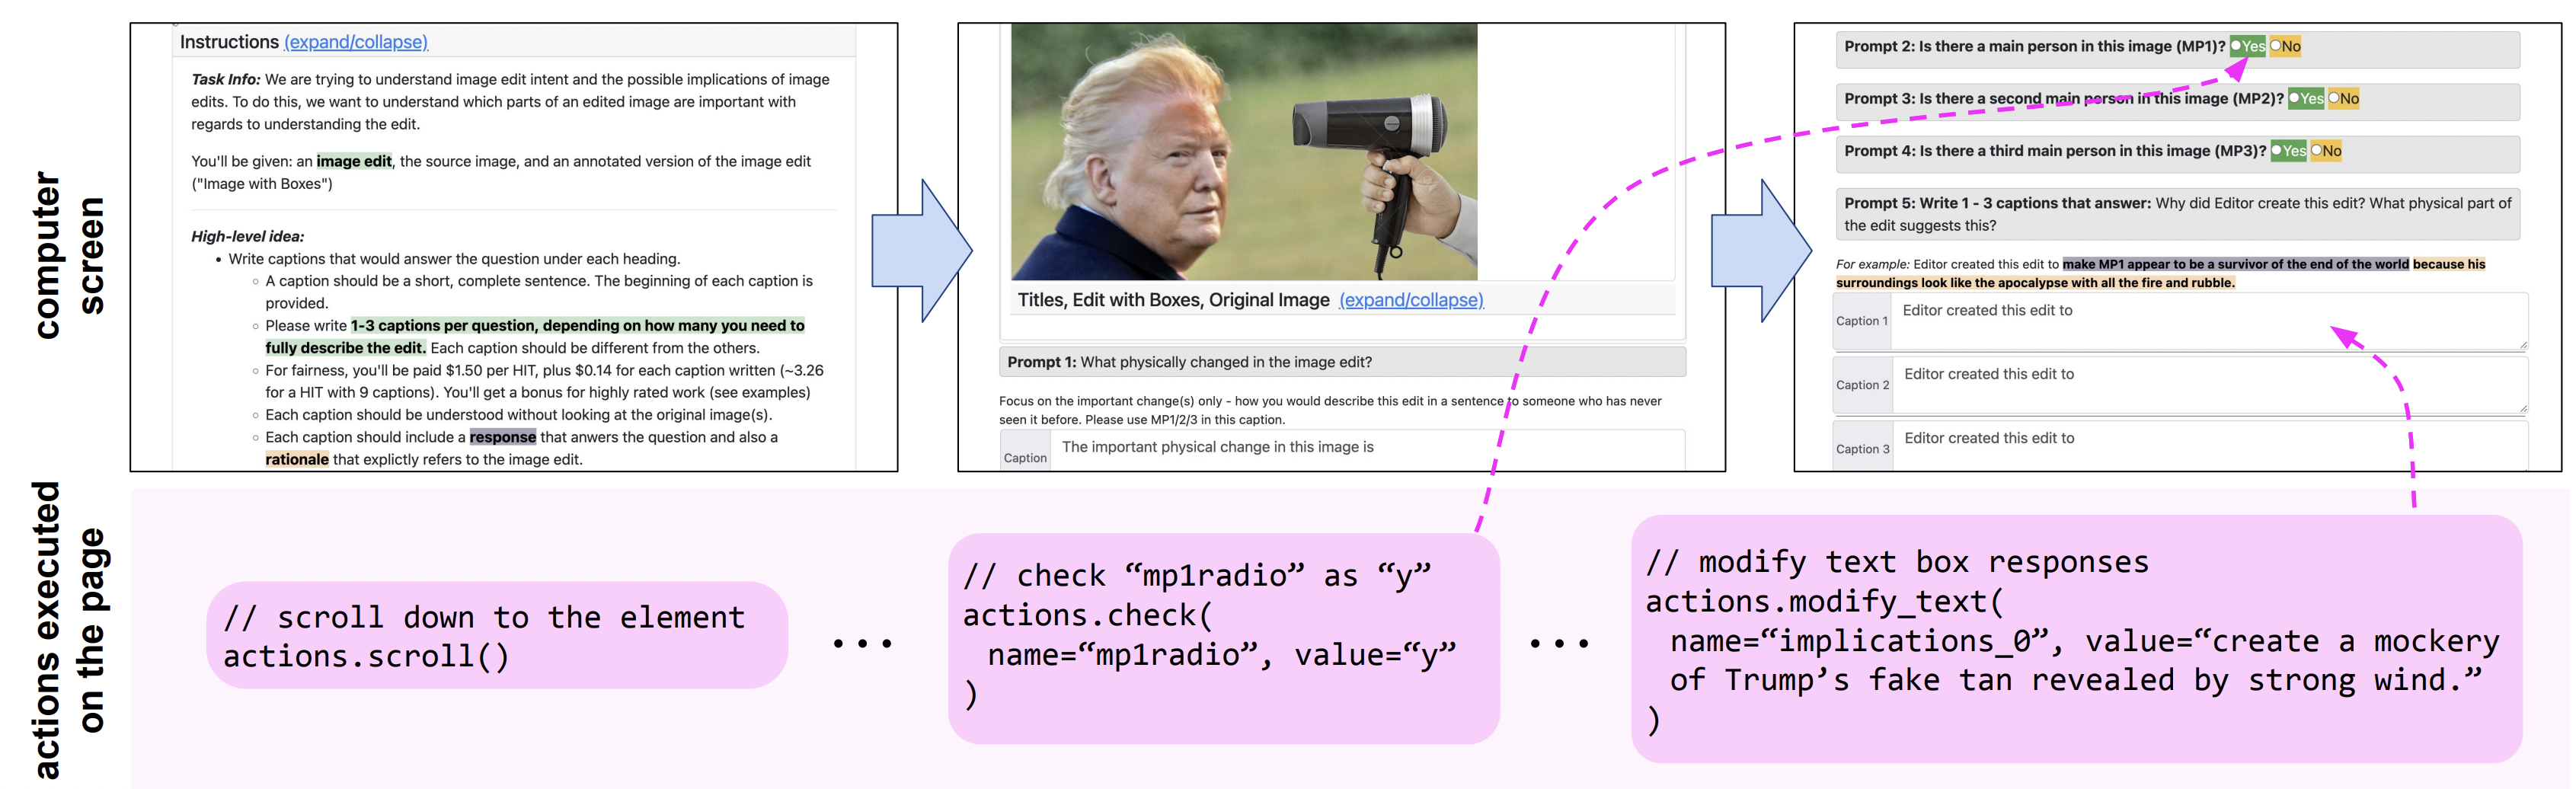 computer
screen
Instructions (expand/collapse)
Task Info: We are trying to understand image edit intent and the possible implications of image
edits. To do this, we want to understand which parts of an edited image are important with
regards to understanding the edit.
You'll be given: an image edit, the source image, and an annotated version of the image edit
("Image with Boxes")
High-level idea:
• Write captions that would answer the question under each heading.
◦ A caption should be a short, complete sentence. The beginning of each caption is
provided.
◦ Please write 1-3 captions per question, depending on how many you need to
fully describe the edit. Each caption should be different from the others.
◦ For fairness, you'll be paid $1.50 per HIT, plus $0.14 for each caption written (~3.26
for a HIT with 9 captions). You'll get a bonus for highly rated work (see examples)
◦ Each caption should be understood without looking at the original image(s).
◦ Each caption should include a response that anwers the question and also a
rationale that explictly refers to the image edit.
Titles, Edit with Boxes, Original Image (expand/collapse)
Prompt 1: What physically changed in the image edit?
Focus on the important change(s) only - how you would describe this edit in a sentence to someone who has never
seen it before. Please use MP1/2/3 in this caption.
Caption
The important physical change in this image is
Prompt 2: Is there a main person in this image (MP1)? Yes No
Prompt 3: Is there a second main person in this image (MP2)? Yes No
Prompt 4: Is there a third main person in this image (MP3)? Yes No
Prompt 5: Write 1 - 3 captions that answer: Why did Editor create this edit? What physical part of
the edit suggests this?
For example: Editor created this edit to make MP1 appear to be a survivor of the end of the world because his
surroundings look like the apocalypse with all the fire and rubble.
Caption 1 Editor created this edit to
Caption 2 Editor created this edit to
Caption 3 Editor created this edit to
actions executed
on the page
// scroll down to the element
actions.scroll()
...
// check “mp1radio” as “y”
actions.check(
name=“mp1radio”, value=“y”
)
...
// modify text box responses
actions.modify_text(
name=“implications_0”, value=“create a mockery
of Trump’s fake tan revealed by strong wind.”
)